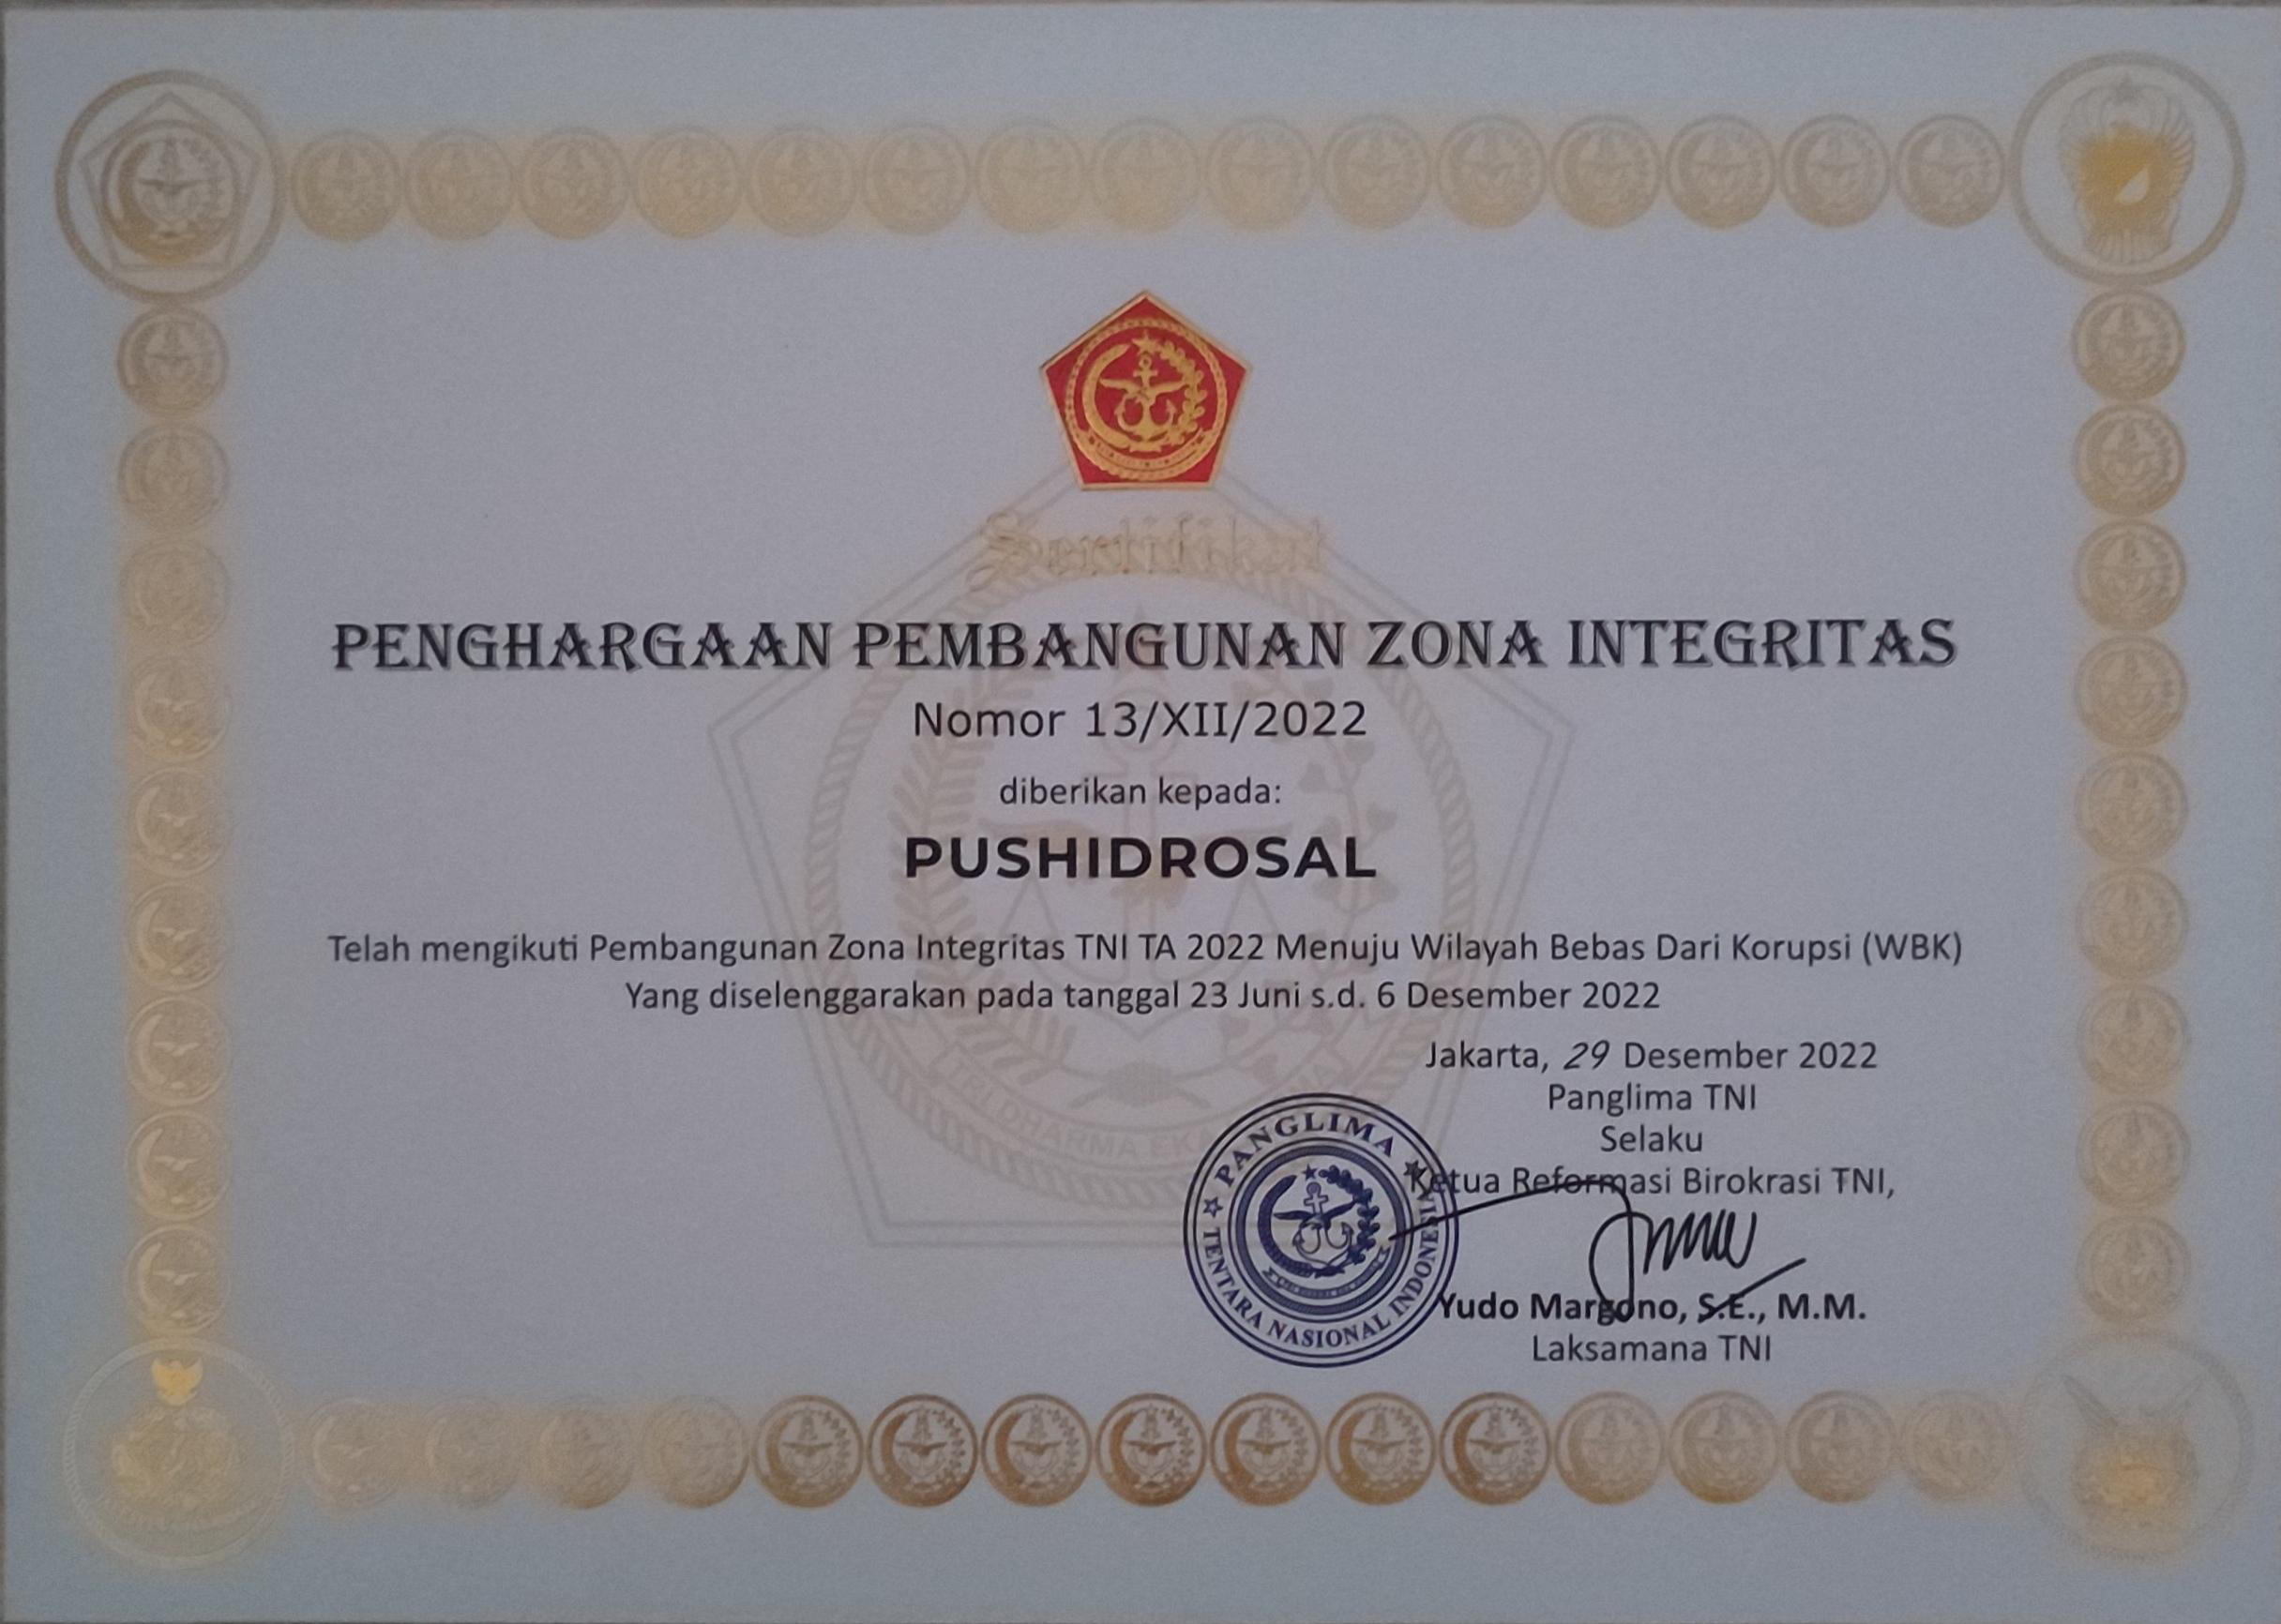 Sertifikat
PENGHARGAAN PEMBANGUNAN ZONA INTEGRITAS
Nomor 13/XII/2022
diberikan kepada:
PUSHIDROSAL
Telah mengikuti Pembangunan Zona Integritas TNI TA 2022 Menuju Wilayah Bebas Dari Korupsi (WBK)
Yang diselenggarakan pada tanggal 23 Juni s.d. 6 Desember 2022
Jakarta, 29 Desember 2022
Panglima TNI
Selaku
Ketua Reformasi Birokrasi TNI,
PANGLIMA
TENTARA NASIONAL INDONESIA
Yudo Margono, S.E., M.M.
Laksamana TNI
DHARMA EKA